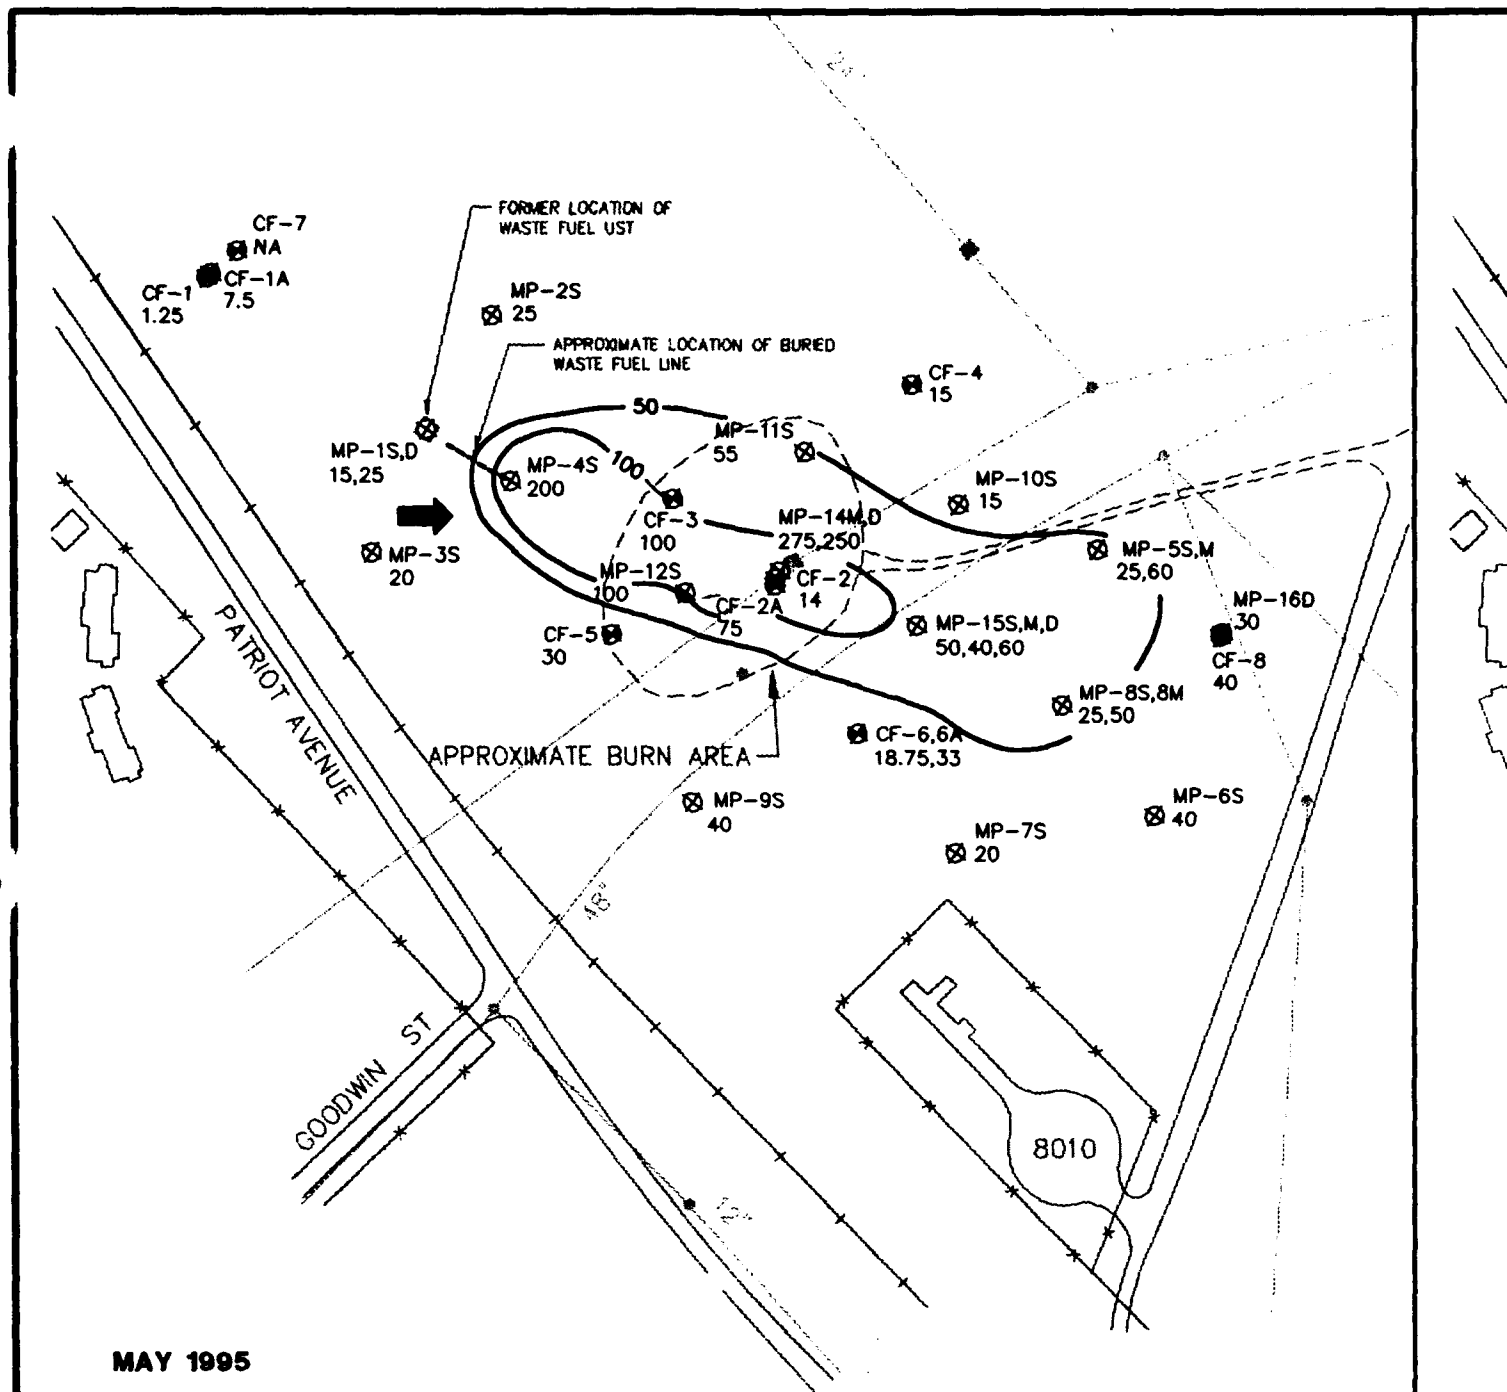 24"
FORMER LOCATION OF
WASTE FUEL UST
CF-7
NA
CF-1
1.25
CF-1A
7.5
MP-2S
25
APPROXIMATE LOCATION OF BURIED
WASTE FUEL LINE
CF-4
15
50
MP-11S
55
MP-1S,D
15,25
MP-4S
200
100
MP-10S
15
CF-3
100
MP-14M,D
275,250
MP-3S
20
MP-5S,M
25,60
MP-12S
100
CF-2
14
CF-2A
75
MP-16D
30
CF-8
40
CF-5
30
MP-15S,M,D
50,40,60
MP-8S,8M
25,50
PATRIOT AVENUE
CF-6,6A
18.75,33
APPROXIMATE BURN AREA
MP-9S
40
MP-6S
40
MP-7S
20
48"
GOODWIN ST
8010
12"
MAY 1995